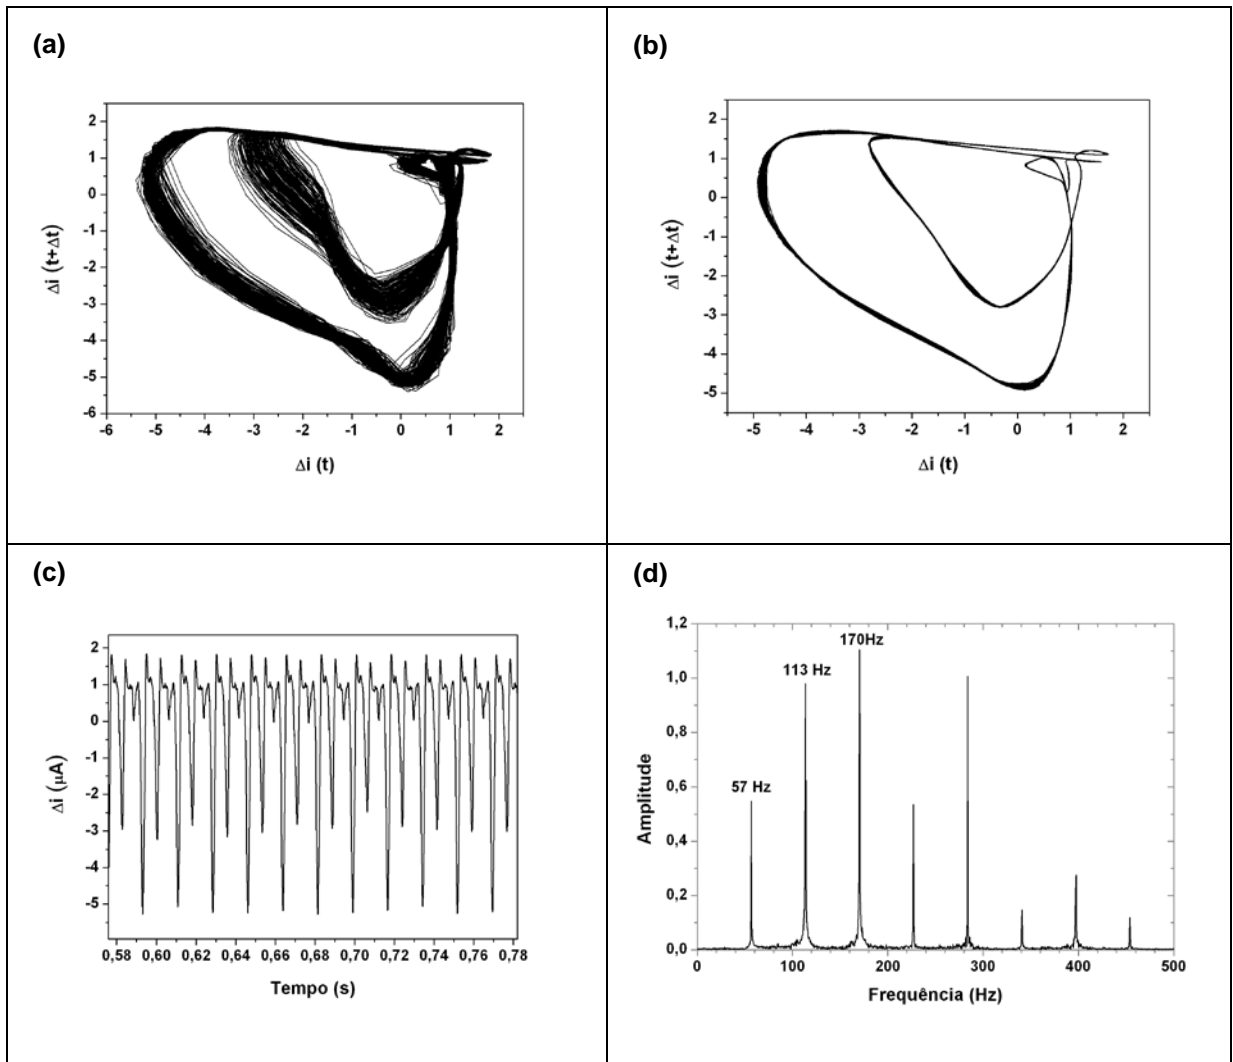 (a)
2
1
0
-1
-2
-3
-4
-5
-6
-6 -5 -4 -3 -2 -1 0 1 2
Δi (t+Δt)
Δi (t)
(b)
2
1
0
-1
-2
-3
-4
-5
-5 -4 -3 -2 -1 0 1 2
Δi (t+Δt)
Δi (t)
(c)
2
1
0
-1
-2
-3
-4
-5
0,58 0,60 0,62 0,64 0,66 0,68 0,70 0,72 0,74 0,76 0,78
Δi (μA)
Tempo (s)
(d)
1,2
1,0
0,8
0,6
0,4
0,2
0,0
0 100 200 300 400 500
57 Hz
113 Hz
170Hz
Amplitude
Frequência (Hz)